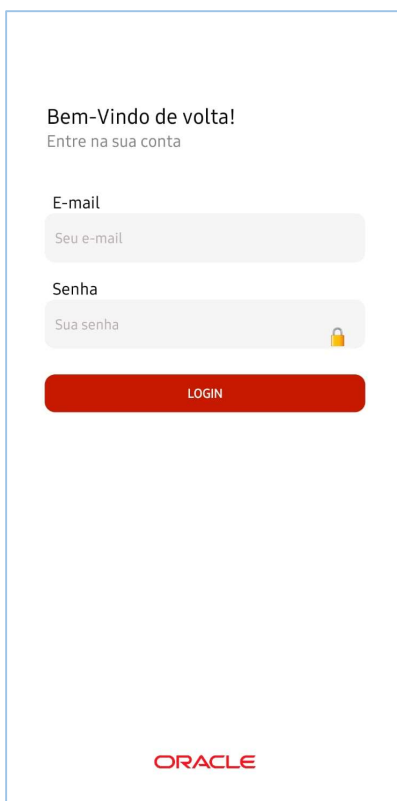 Bem-Vindo de volta!
Entre na sua conta
E-mail
Seu e-mail
Senha
Sua senha
LOGIN
ORACLE